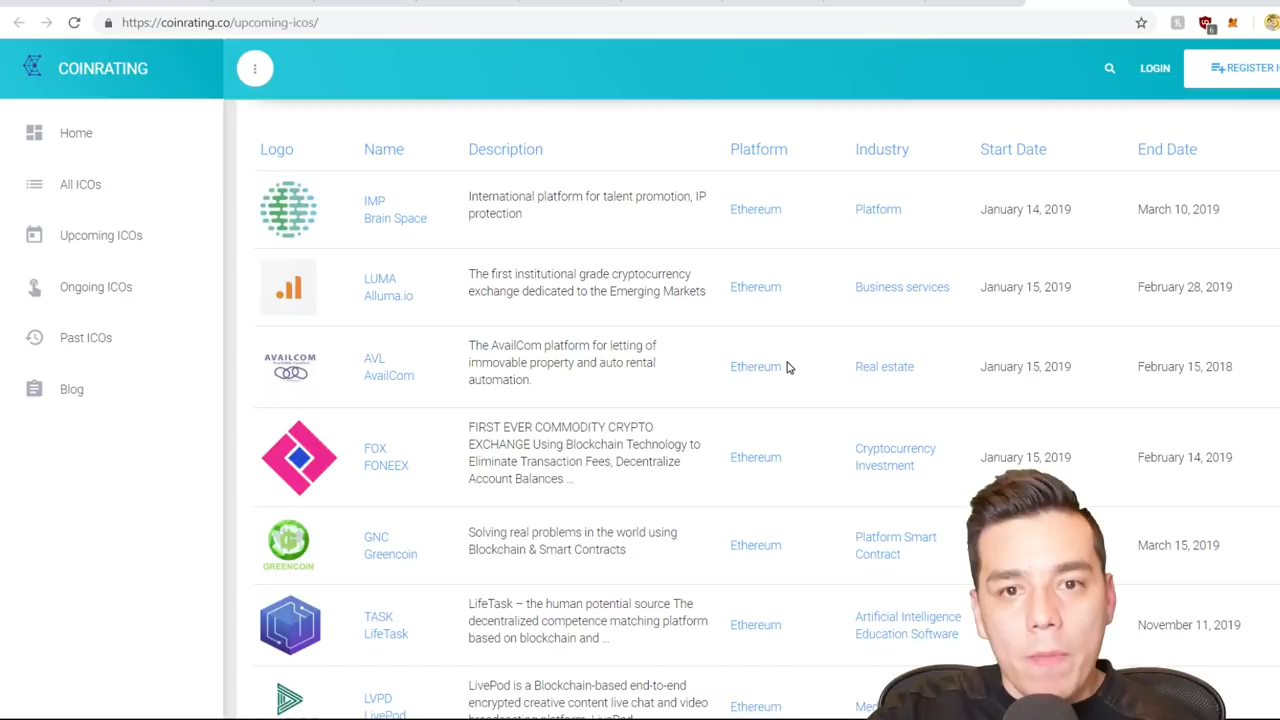 https://coinrating.co/upcoming-icos/
6
COINRATING
LOGIN
REGISTER
Home
All ICOs
Upcoming ICOs
Ongoing ICOs
Past ICOs
Blog
Logo Name Description Platform Industry Start Date End Date
IMP
Brain Space
International platform for talent promotion, IP
protection
Ethereum
Platform
January 14, 2019
March 10, 2019
LUMA
Alluma.io
The first institutional grade cryptocurrency
exchange dedicated to the Emerging Markets
Ethereum
Business services
January 15, 2019
February 28, 2019
AVAILCOM
AVL
AvailCom
The AvailCom platform for letting of
immovable property and auto rental
automation.
Ethereum
Real estate
January 15, 2019
February 15, 2018
FOX
FONEEX
FIRST EVER COMMODITY CRYPTO
EXCHANGE Using Blockchain Technology to
Eliminate Transaction Fees, Decentralize
Account Balances ...
Ethereum
Cryptocurrency
Investment
January 15, 2019
February 14, 2019
GREENCOIN
GNC
Greencoin
Solving real problems in the world using
Blockchain & Smart Contracts
Ethereum
Platform Smart
Contract
March 15, 2019
TASK
LifeTask
LifeTask – the human potential source The
decentralized competence matching platform
based on blockchain and ...
Ethereum
Artificial Intelligence
Education Software
November 11, 2019
LVPD
LivePod
LivePod is a Blockchain-based end-to-end
encrypted creative content live chat and video
broadcasting platform. LivePod
Ethereum